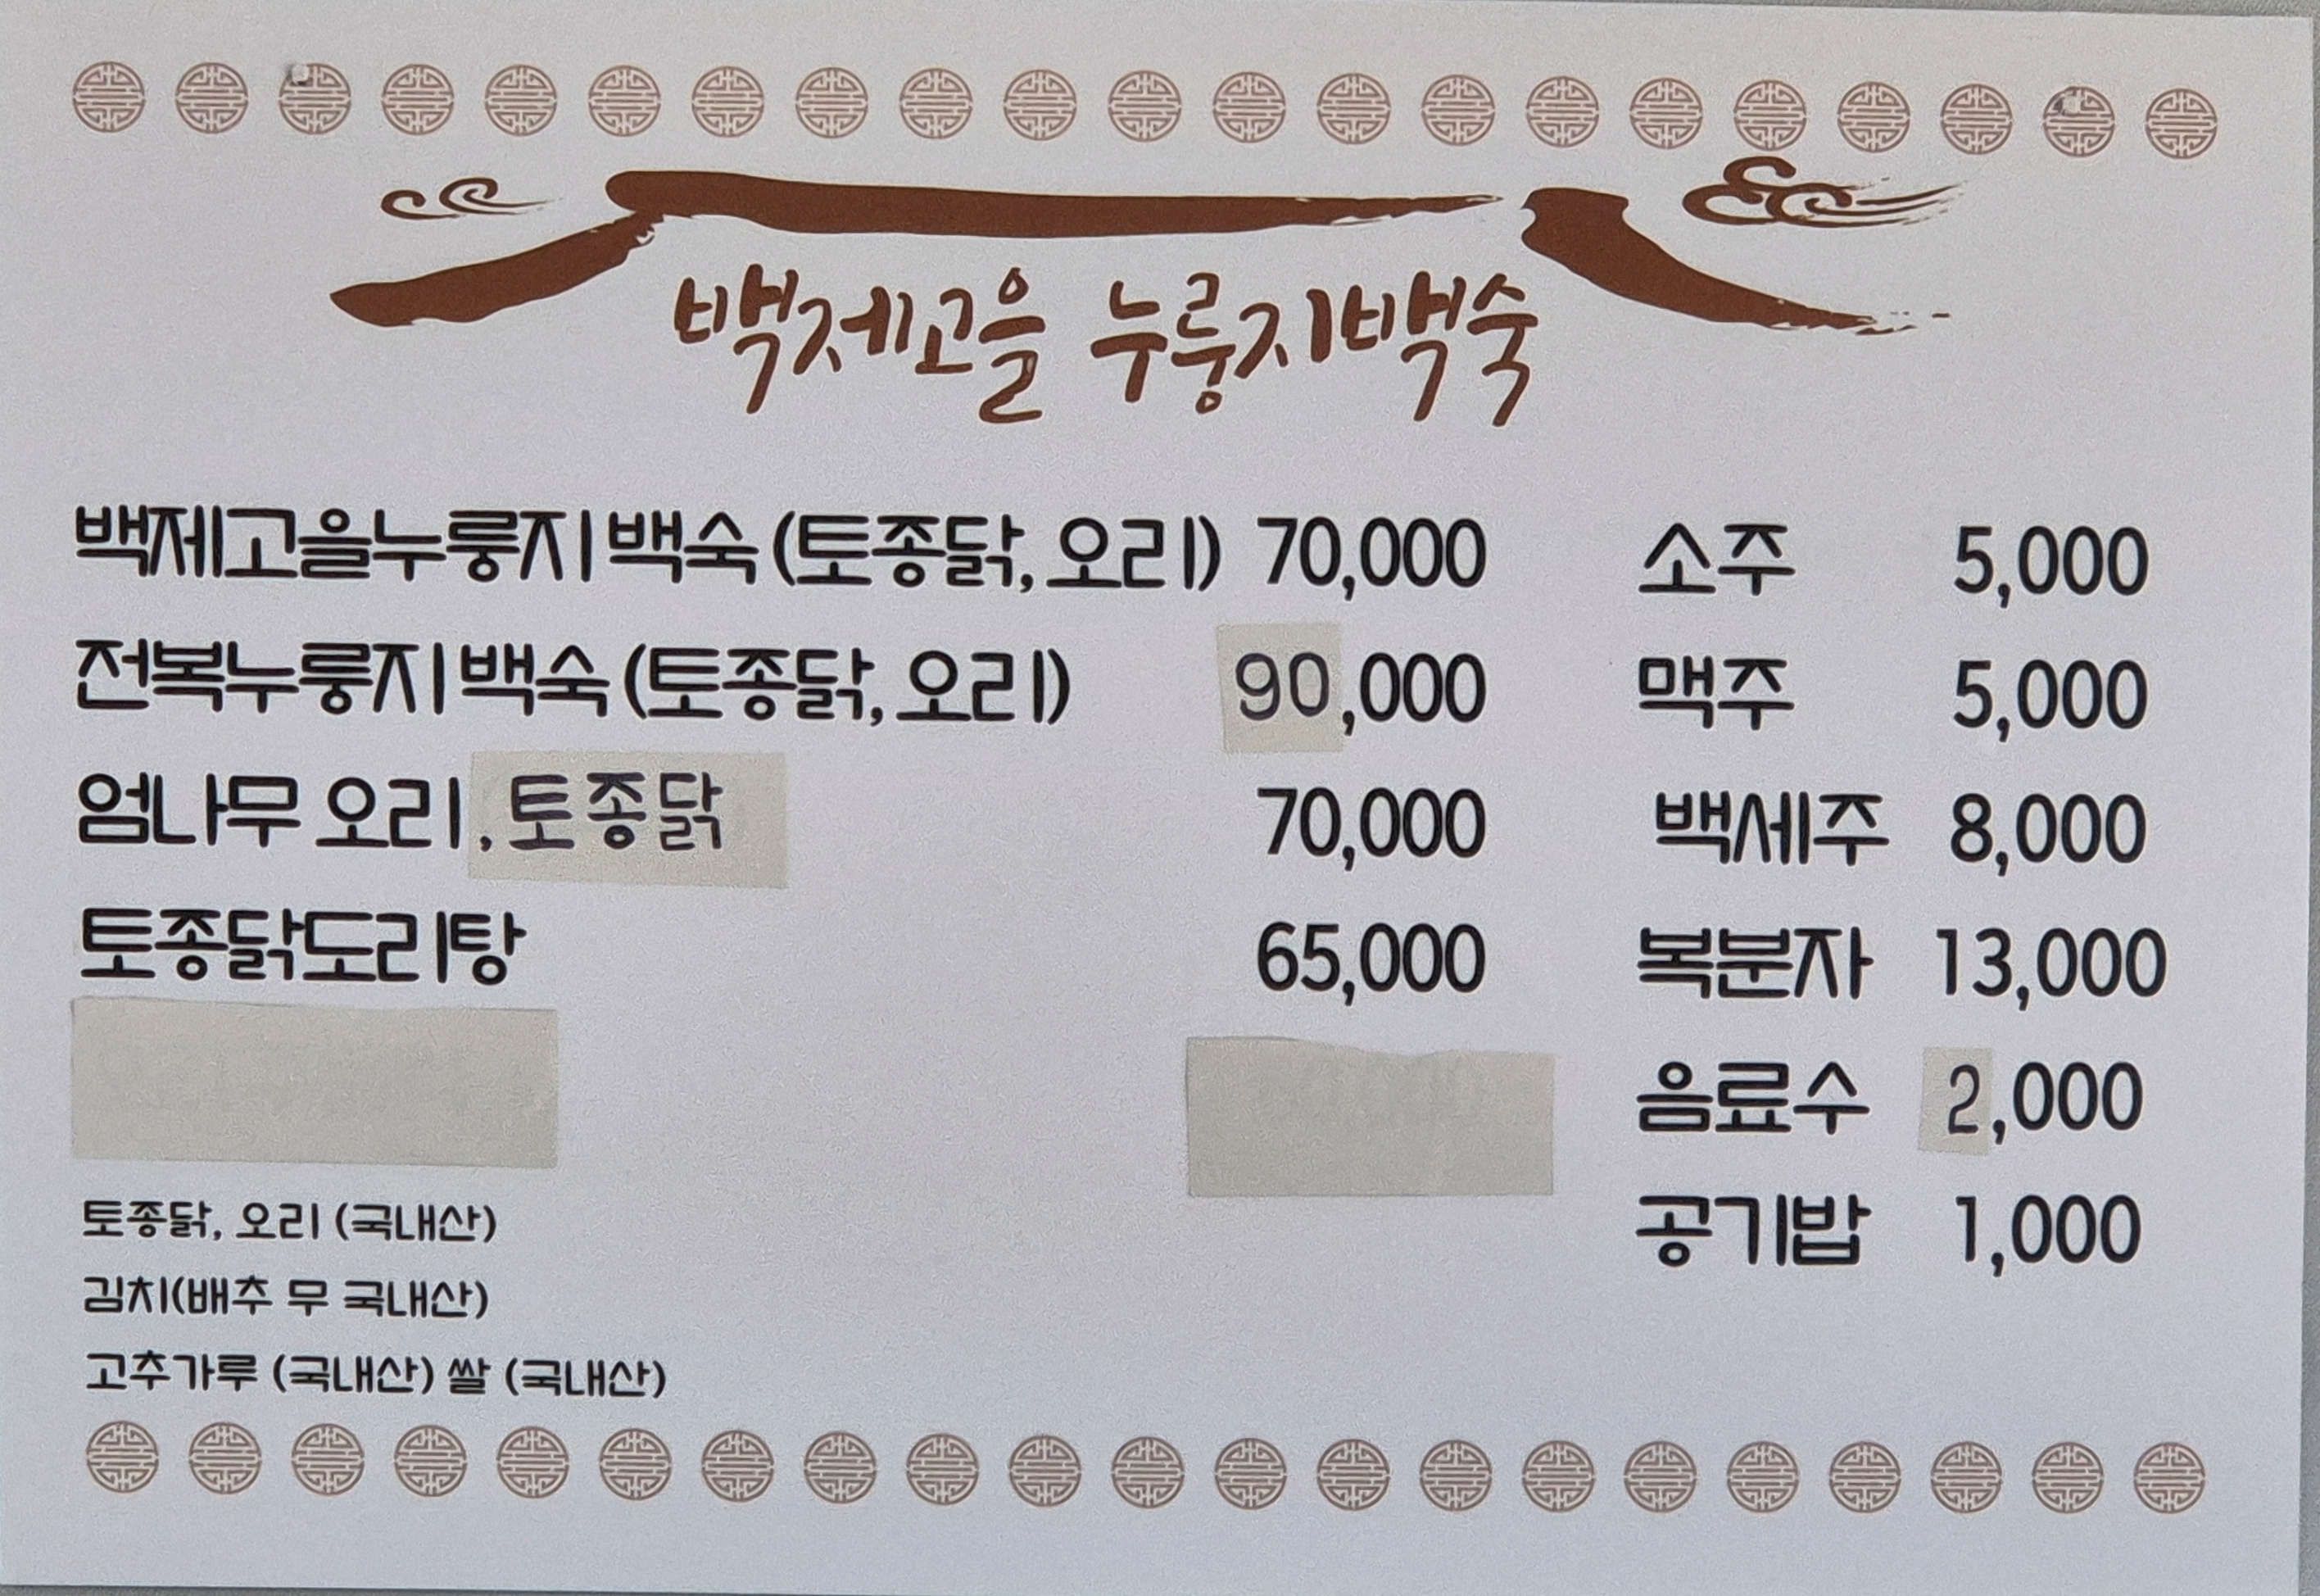 백제고을 누룽지백숙
백제고을누룽지 백숙 (토종닭, 오리) 70,000
전복누룽지 백숙 (토종닭, 오리) 90,000
엄나무 오리, 토종닭 70,000
토종닭도리탕 65,000
토종닭, 오리 (국내산)
김치(배추 무 국내산)
고추가루 (국내산) 쌀 (국내산)
소주 5,000
맥주 5,000
백세주 8,000
복분자 13,000
음료수 2,000
공기밥 1,000